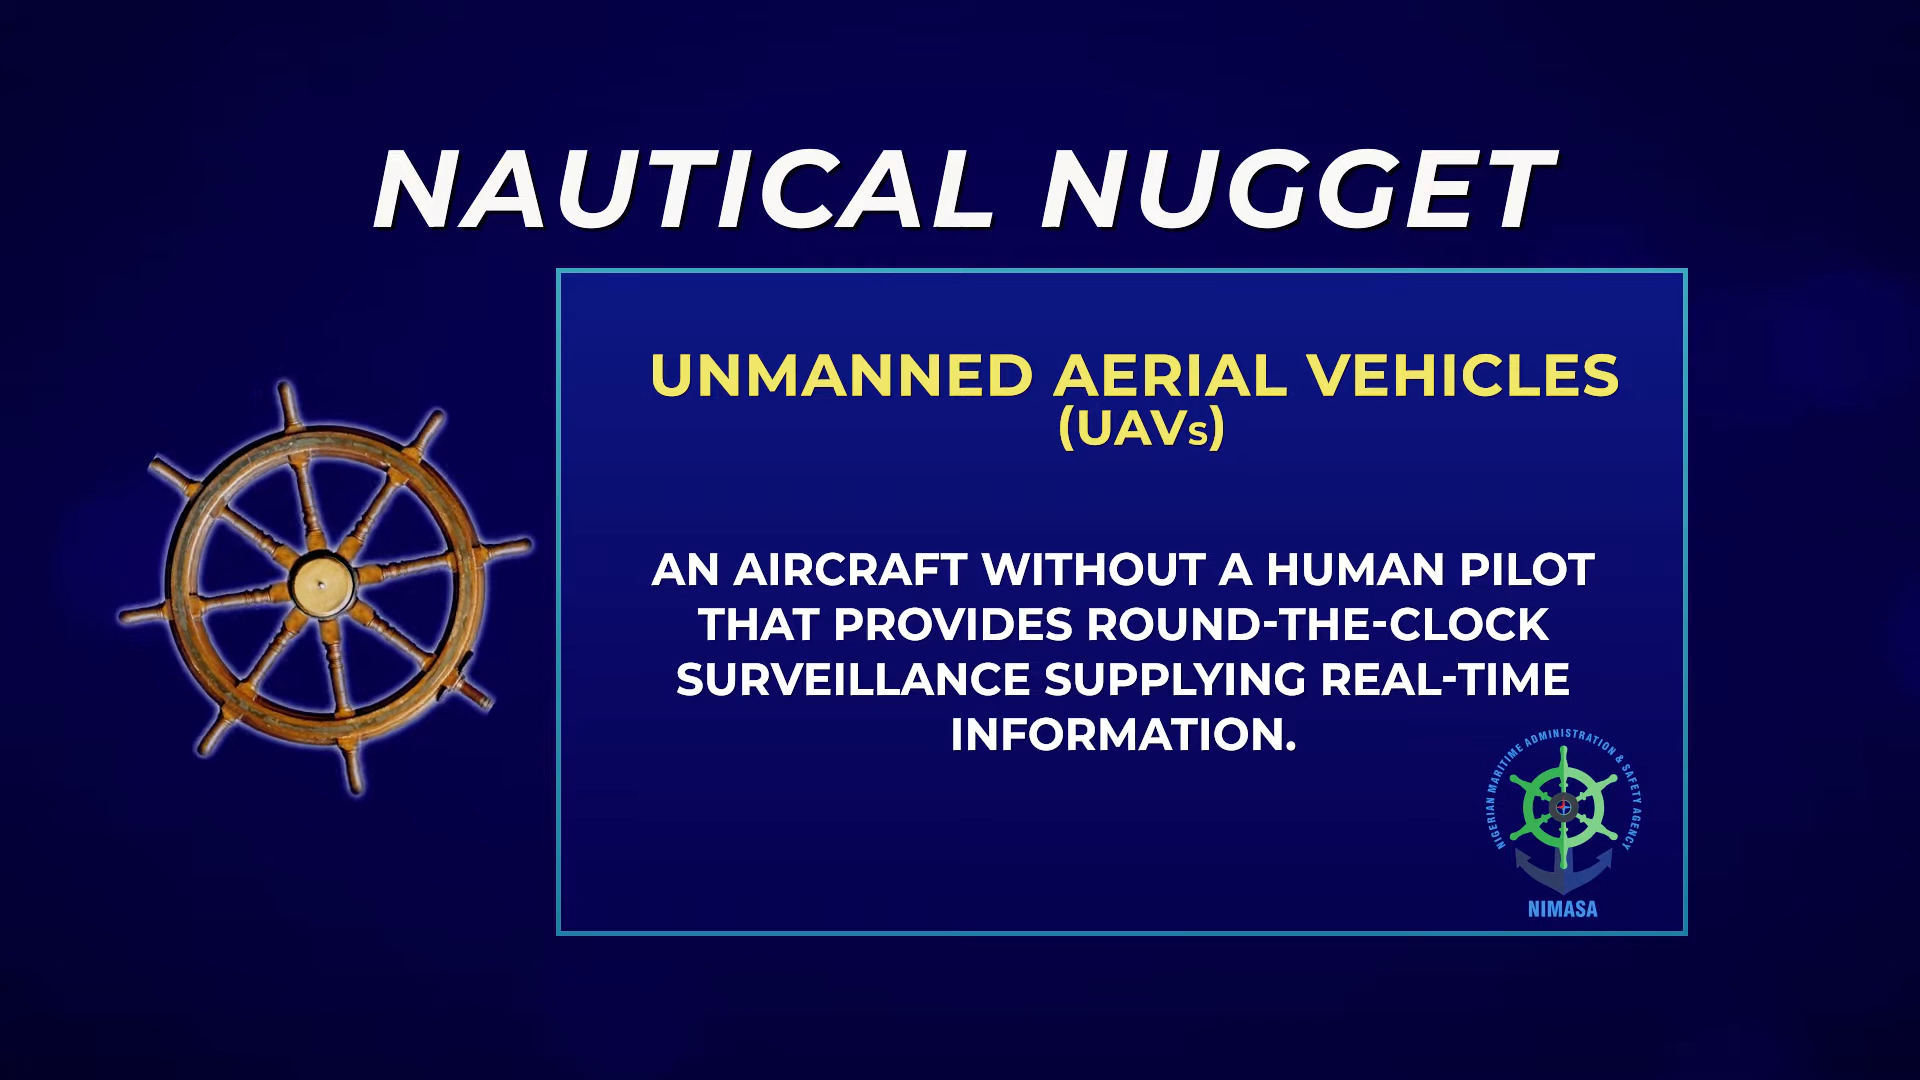 NAUTICAL NUGGET
UNMANNED AERIAL VEHICLES
(UAVs)
AN AIRCRAFT WITHOUT A HUMAN PILOT
THAT PROVIDES ROUND-THE-CLOCK
SURVEILLANCE SUPPLYING REAL-TIME
INFORMATION.
NIGERIAN MARITIME ADMINISTRATION & SAFETY AGENCY
NIMASA